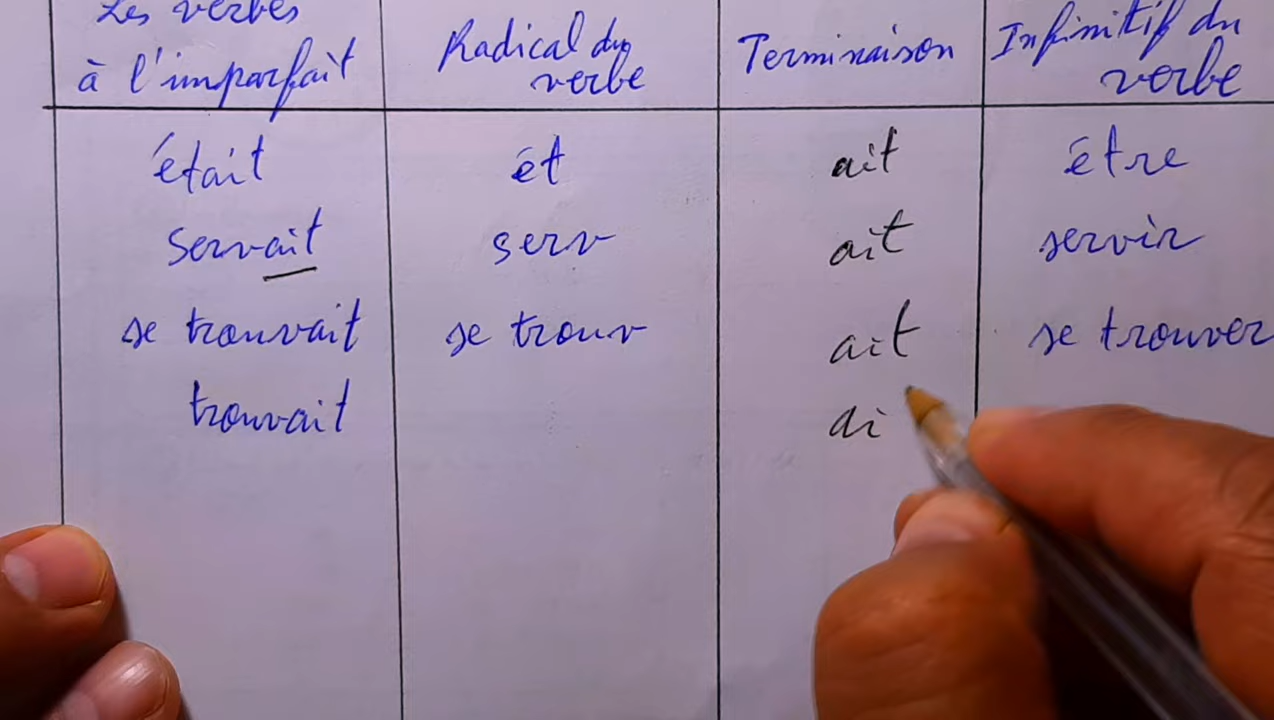 Les verbes à l'imparfait Radical du verbe Terminaison Infinitif du verbe
était ét ait être
servait serv ait servir
se trouvait se trouv ait se trouver
trouvait ai